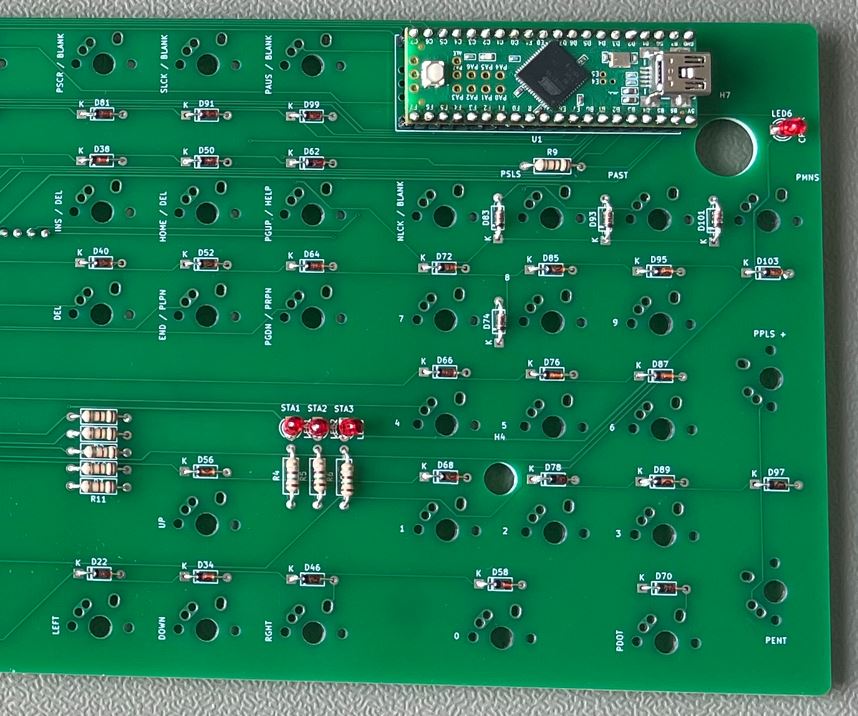 PSCR / BLANK
SLCK / BLANK
PAUS / BLANK
H7
LED6
D81
D91
D99
U1
D38
D50
D62
R9
PSLS
PAST
PMNS
INS / DEL
HOME / DEL
PGUP / HELP
NLCK / BLANK
D83
D93
D101
K
K
K
D40
D52
D64
D72
D85
D95
D103
8
DEL
END / PLPN
PGDN / PRPN
7
D74
K
9
PPLS +
D66
D76
D87
STA1 STA2 STA3
4
5
6
H4
R11
D56
R4
R5
R6
D68
D78
D89
D97
UP
1
2
3
D22
D34
D46
D58
D70
LEFT
DOWN
RGHT
0
PDOT
PENT